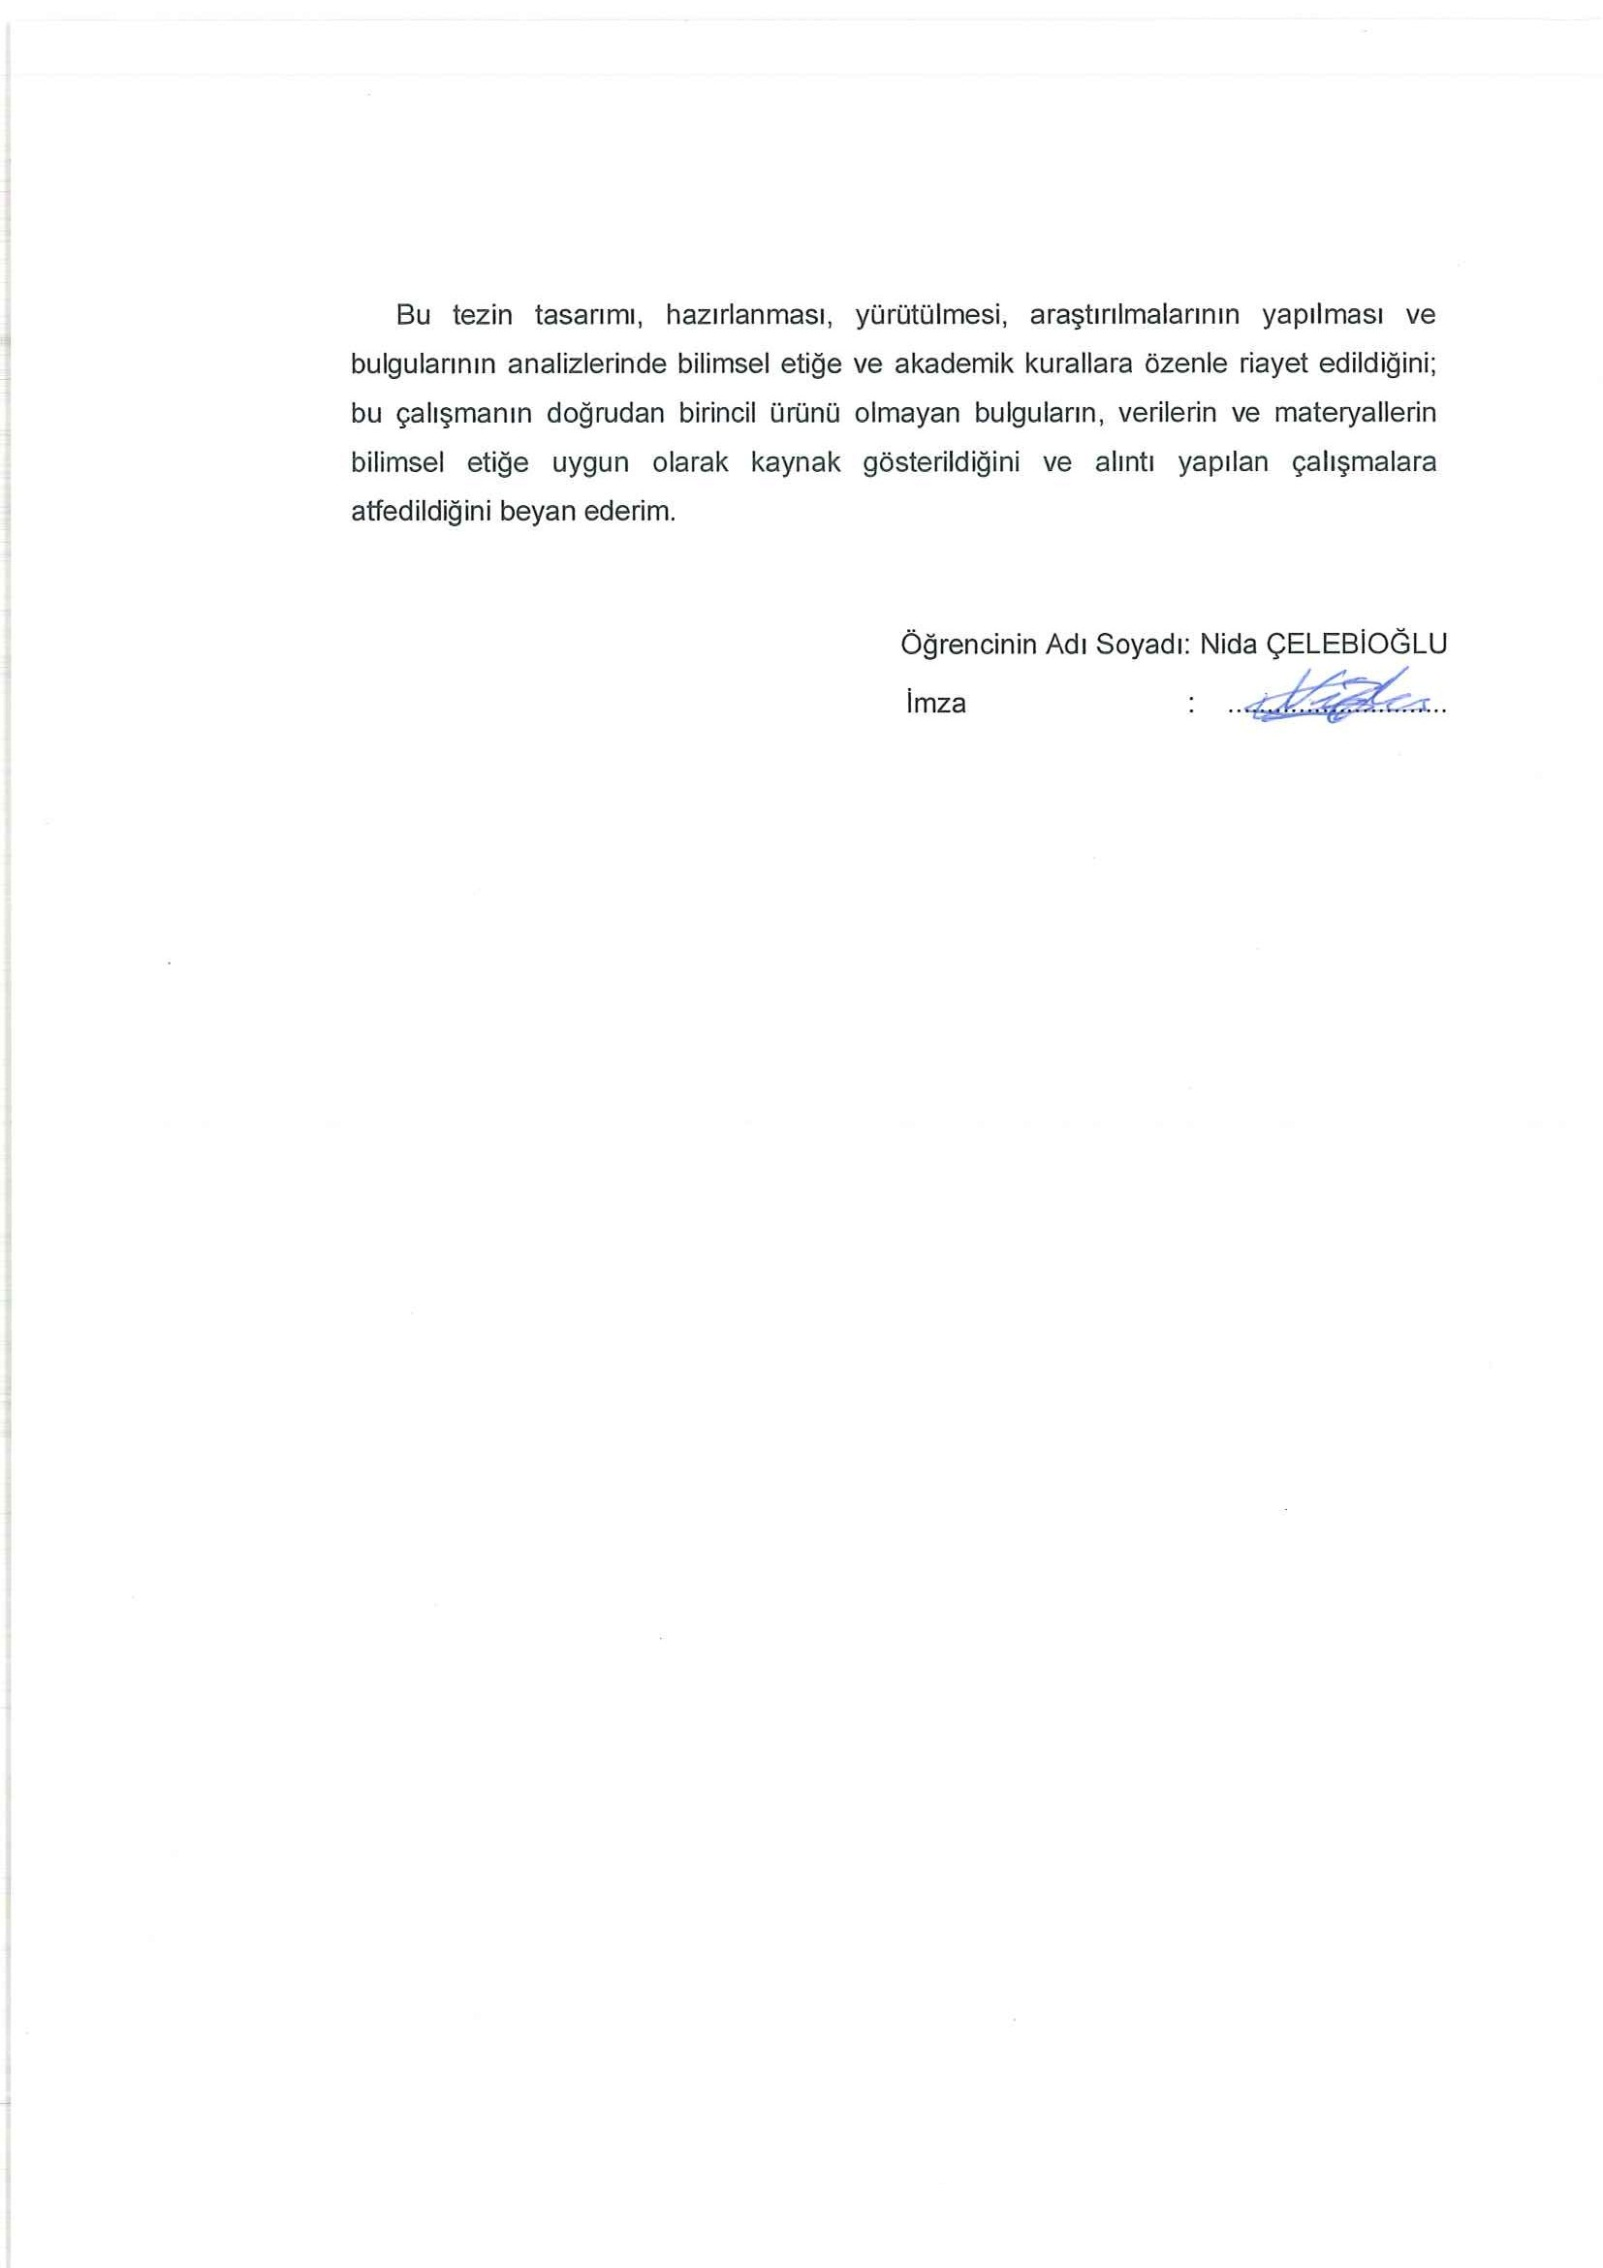 Bu tezin tasarımı, hazırlanması, yürütülmesi, araştırılmalarının yapılması ve
bulgularının analizlerinde bilimsel etiğe ve akademik kurallara özenle riayet edildiğini;
bu çalışmanın doğrudan birincil ürünü olmayan bulguların, verilerin ve materyallerin
bilimsel etiğe uygun olarak kaynak gösterildiğini ve alıntı yapılan çalışmalara
atfedildiğini beyan ederim.
Öğrencinin Adı Soyadı: Nida ÇELEBİOĞLU
İmza : Nida